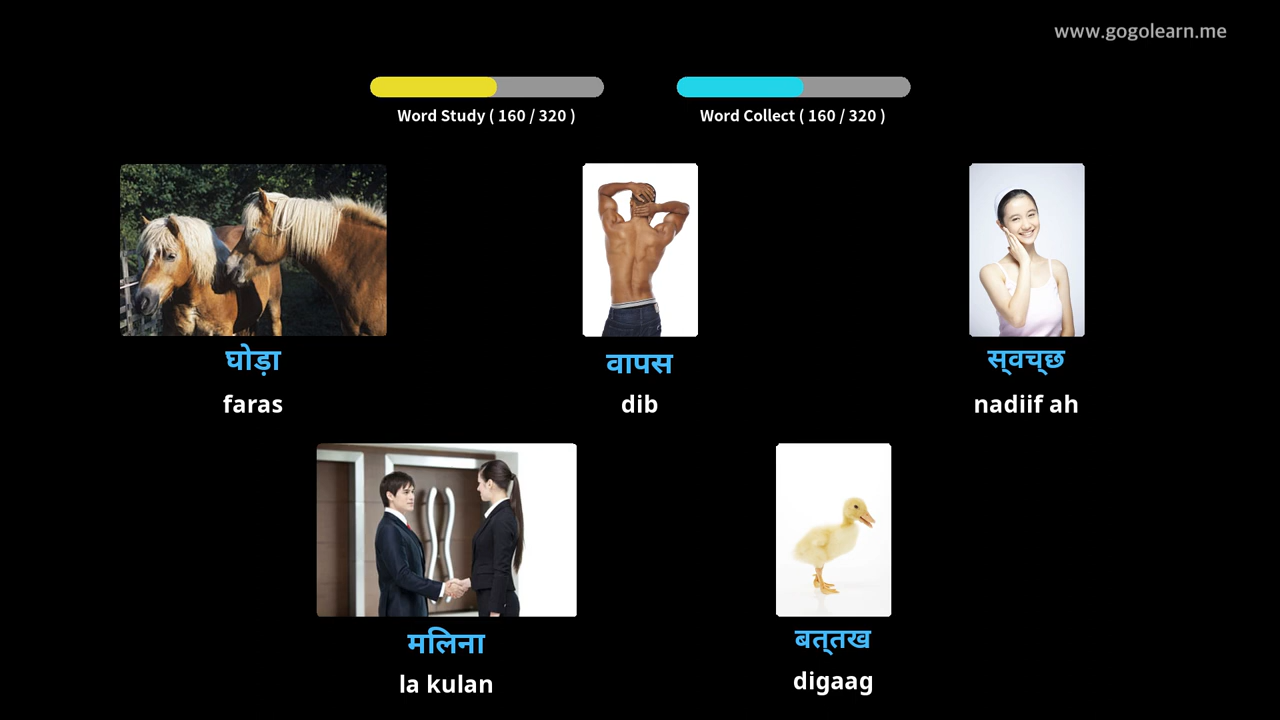 www.gogolearn.me
Word Study ( 160 / 320 )
Word Collect ( 160 / 320 )
घोड़ा
वापस
स्‌वच्‌छ
faras
dib
nadiif ah
मलिना
बत्‌तख
la kulan
digaag